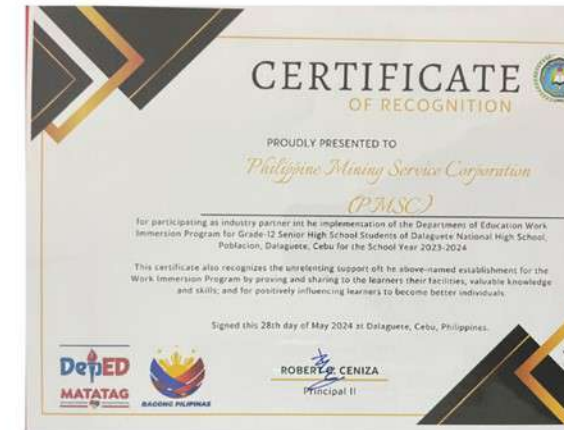 CERTIFICATE
OF RECOGNITION
PROUDLY PRESENTED TO
Philippine Mining Service Corporation
(PMSC)
for participating as industry partner int he implementation of the Department of Education Work
Immersion Program for Grade-12 Senior High School Students of Dalaguete National High School,
Poblacion, Dalaguete, Cebu for the School Year 2023-2024
This certificate also recognizes the unrelenting support oft he above-named establishment for the
Work Immersion Program by proving and sharing to the learners their facilities, valuable knowledge
and skills; and for positively influencing learners to become better individuals
Signed this 28th day of May 2024 at Dalaguete, Cebu, Philippines.
DepED
MATATAG
BAGONG PILIPINAS
ROBERT CENIZA
Principal II